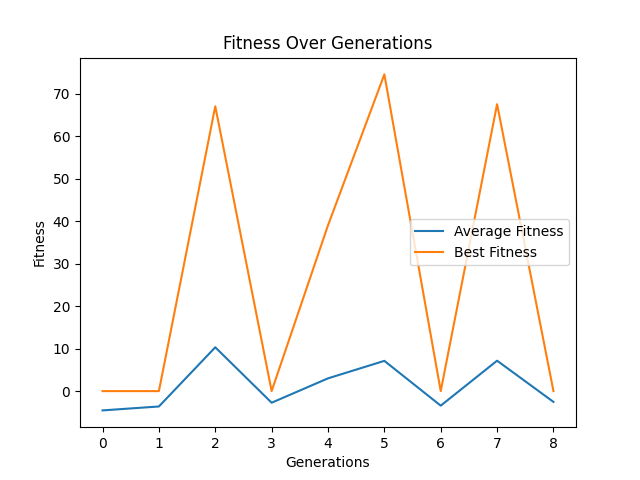 Fitness Over Generations
70
60
50
40
30
20
10
0
Fitness
Average Fitness
Best Fitness
0 1 2 3 4 5 6 7 8
Generations